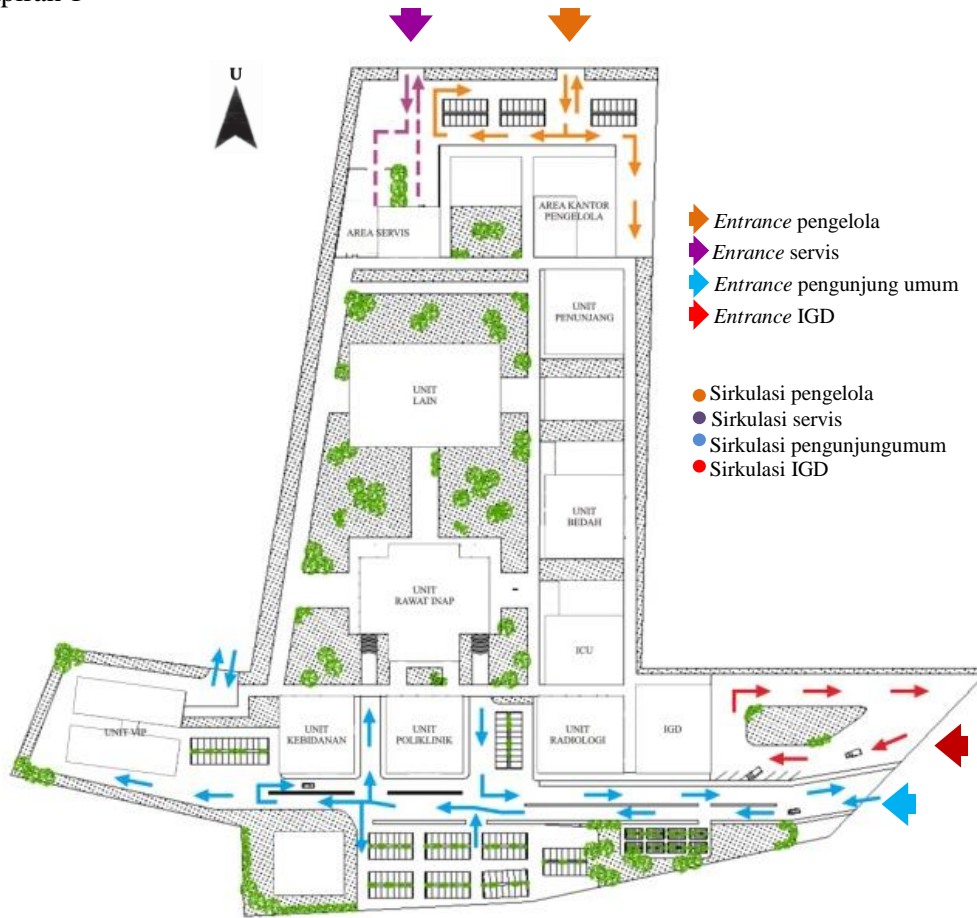 U
AREA KANTOR
PENGELOLA
AREA SERVIS
UNIT
PENUNJANG
UNIT
LAIN
UNIT
BEDAH
UNIT
RAWAT INAP
ICU
UNIT VIP
UNIT
KEBIDANAN
UNIT
POLIKLINIK
UNIT
RADIOLOGI
IGD
Entrance pengelola
Enrance servis
Entrance pengunjung umum
Entrance IGD
Sirkulasi pengelola
Sirkulasi servis
Sirkulasi pengunjungumum
Sirkulasi IGD